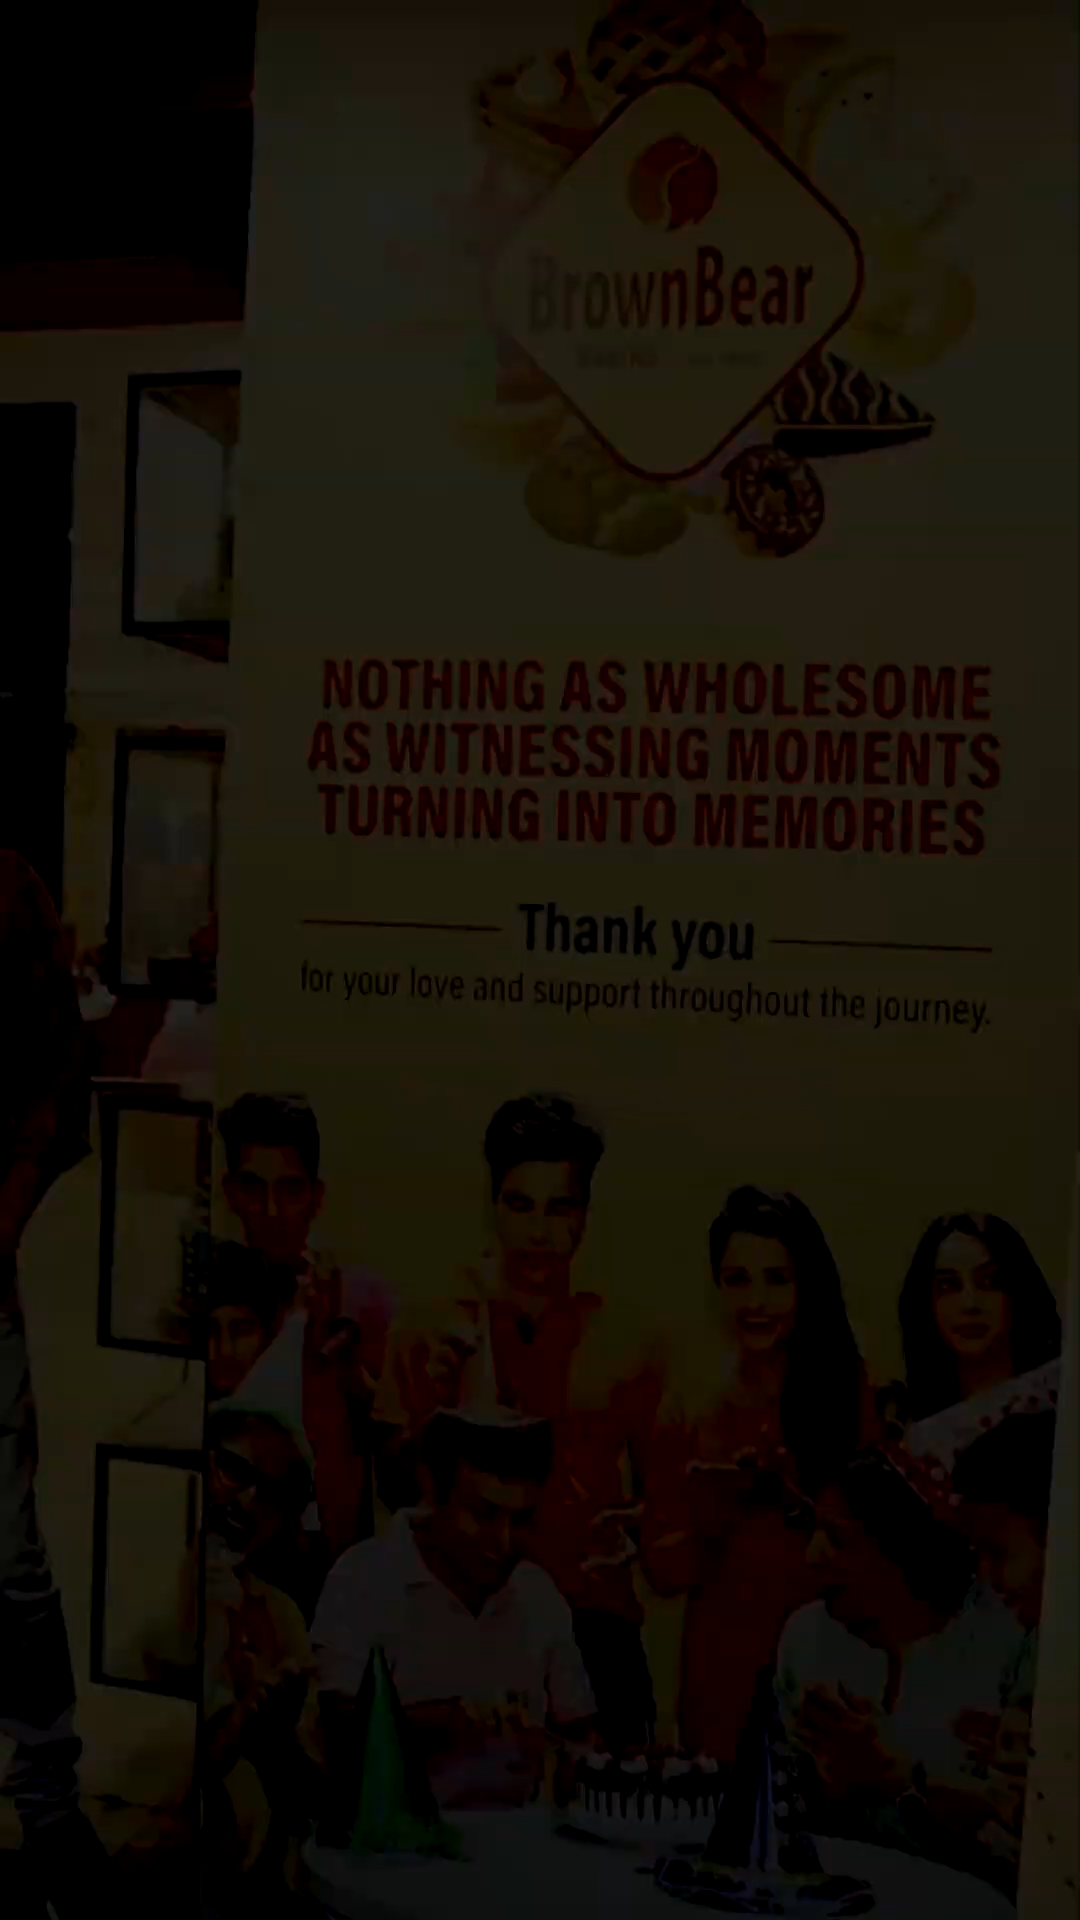 BrownBear
NOTHING AS WHOLESOME
AS WITNESSING MOMENTS
TURNING INTO MEMORIES
Thank you
for your love and support throughout the journey.